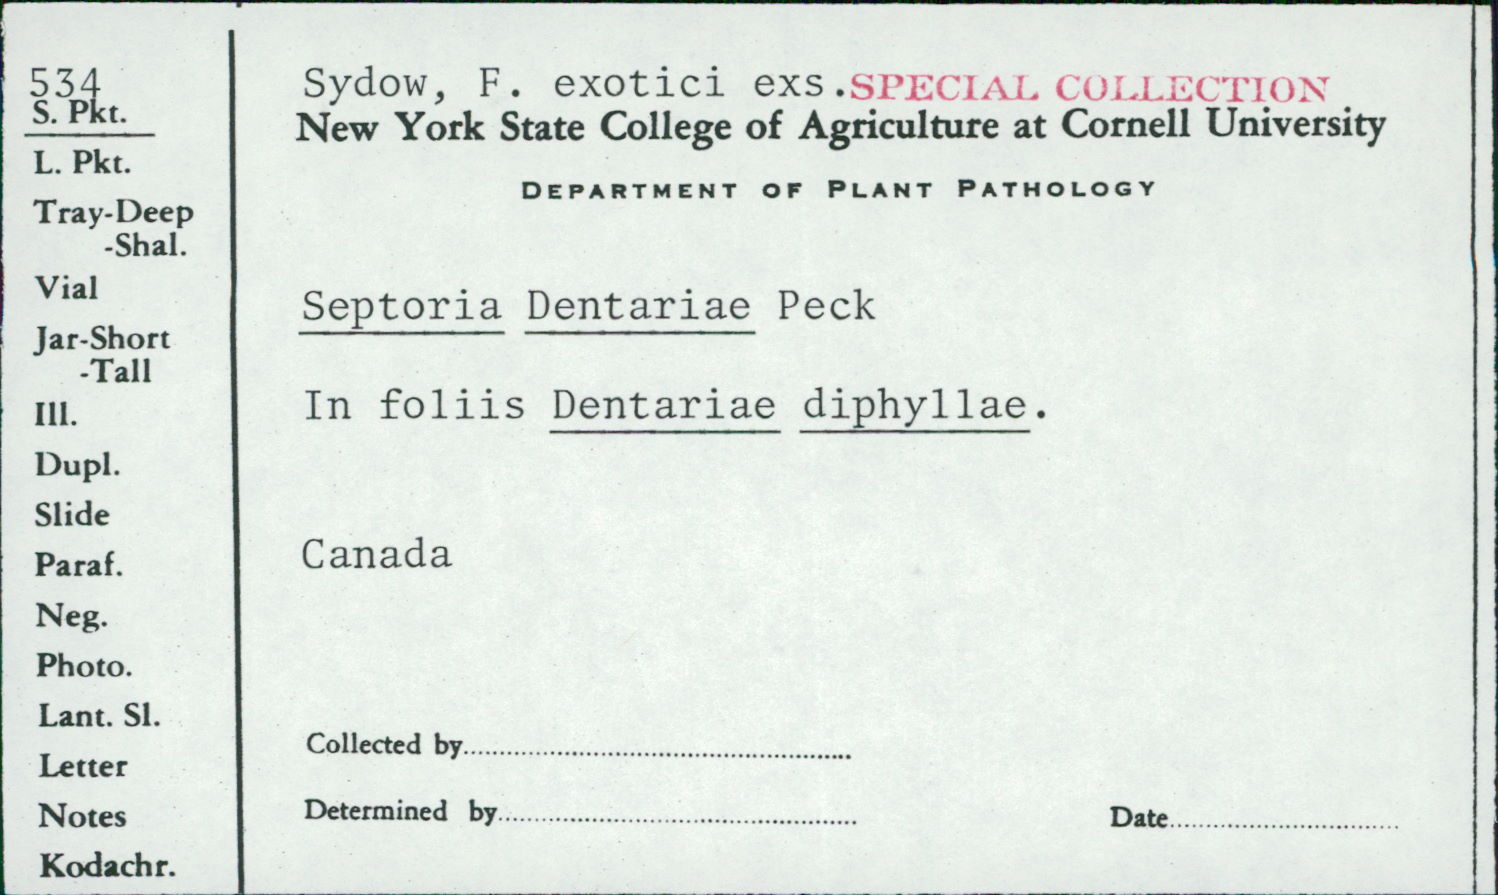 534
S. Pkt.
L. Pkt.
Tray-Deep
-Shal.
Vial
Jar-Short
-Tall
Ill.
Dupl.
Slide
Paraf.
Neg.
Photo.
Lant. Sl.
Letter
Notes
Kodachr.
Sydow, F. exotici exs. SPECIAL COLLECTION
New York State College of Agriculture at Cornell University
DEPARTMENT OF PLANT PATHOLOGY
Septoria Dentariae Peck
In foliis Dentariae diphyllae.
Canada
Collected by
Determined by
Date